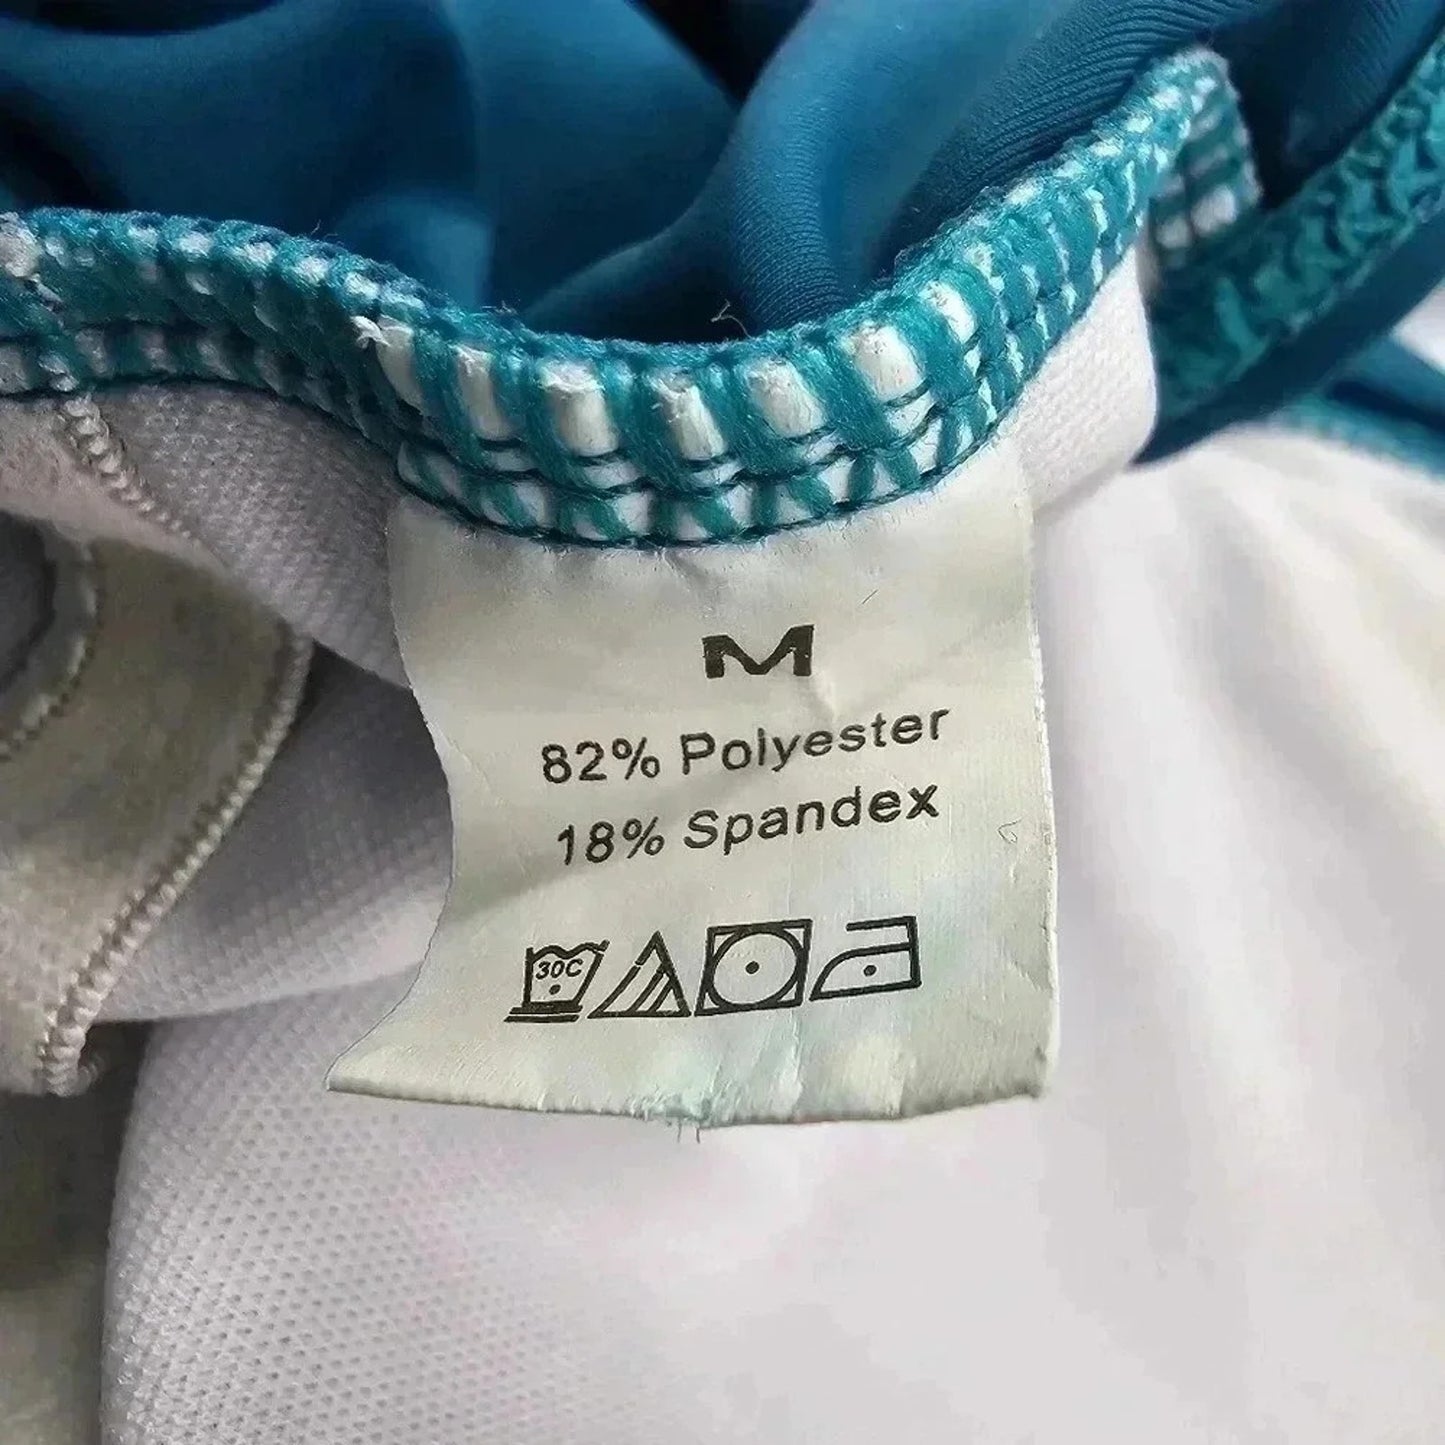 M
82% Polyester
18% Spandex
30C